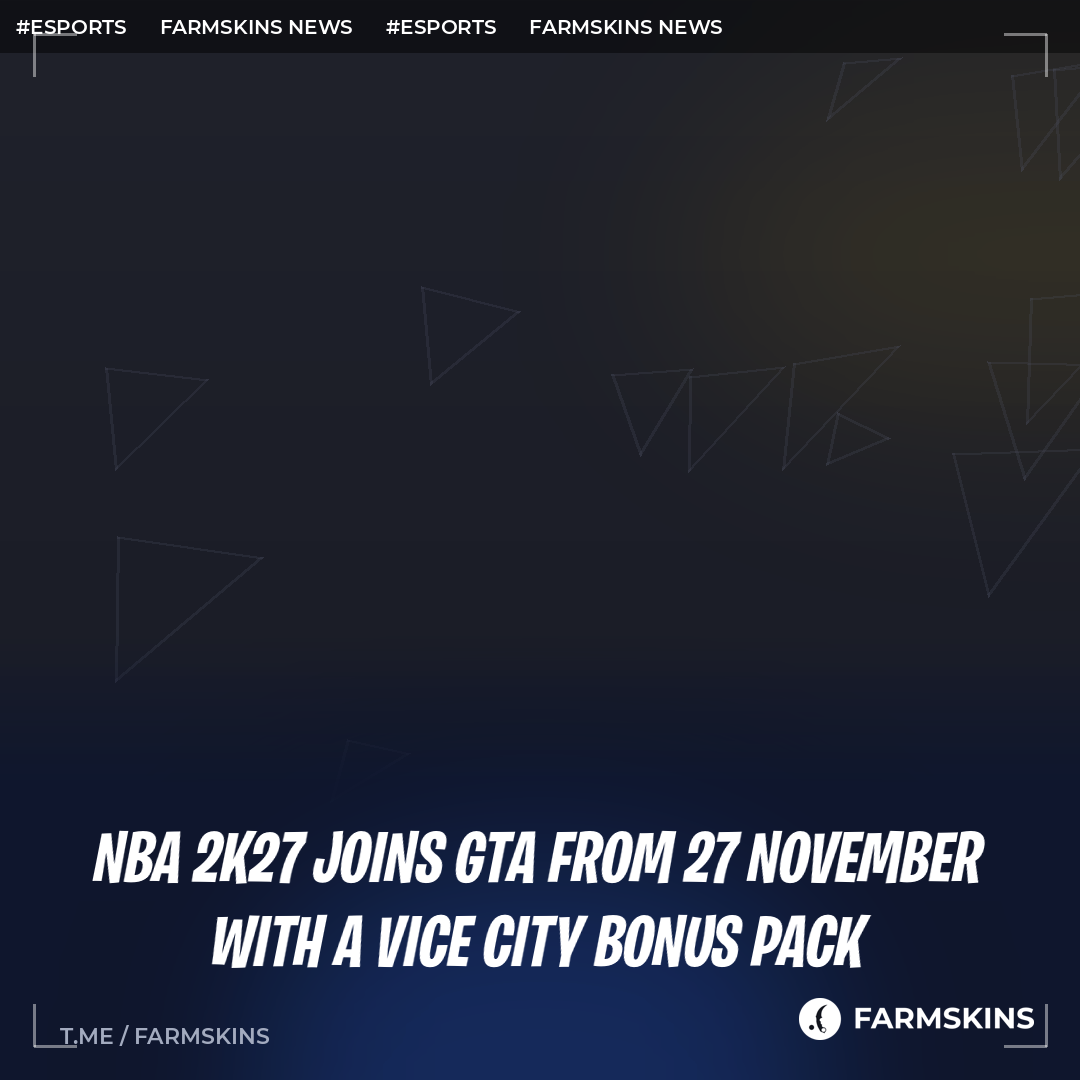 #ESPORTS FARMSKINS NEWS #ESPORTS FARMSKINS NEWS
NBA 2K27 JOINS GTA FROM 27 NOVEMBER
WITH A VICE CITY BONUS PACK
T.ME / FARMSKINS
FARMSKINS